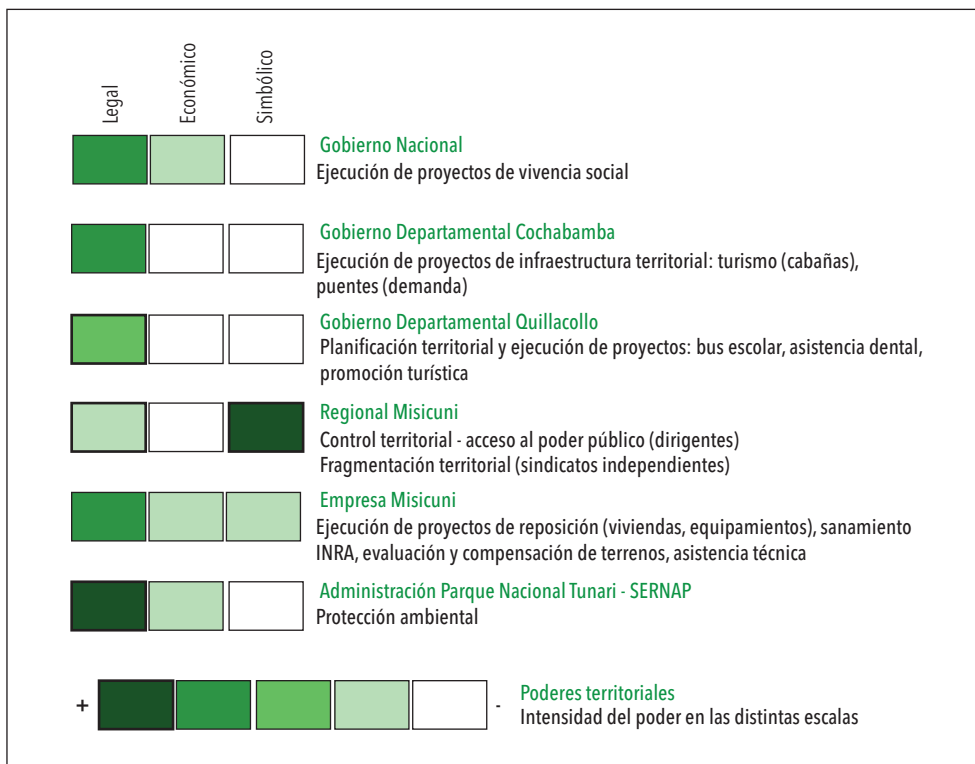 Legal
Económico
Simbólico
Gobierno Nacional
Ejecución de proyectos de vivencia social
Gobierno Departamental Cochabamba
Ejecución de proyectos de infraestructura territorial: turismo (cabañas),
puentes (demanda)
Gobierno Departamental Quillacollo
Planificación territorial y ejecución de proyectos: bus escolar, asistencia dental,
promoción turística
Regional Misicuni
Control territorial - acceso al poder público (dirigentes)
Fragmentación territorial (sindicatos independientes)
Empresa Misicuni
Ejecución de proyectos de reposición (viviendas, equipamientos), sanamiento
INRA, evaluación y compensación de terrenos, asistencia técnica
Administración Parque Nacional Tunari - SERNAP
Protección ambiental
+ -
Poderes territoriales
Intensidad del poder en las distintas escalas